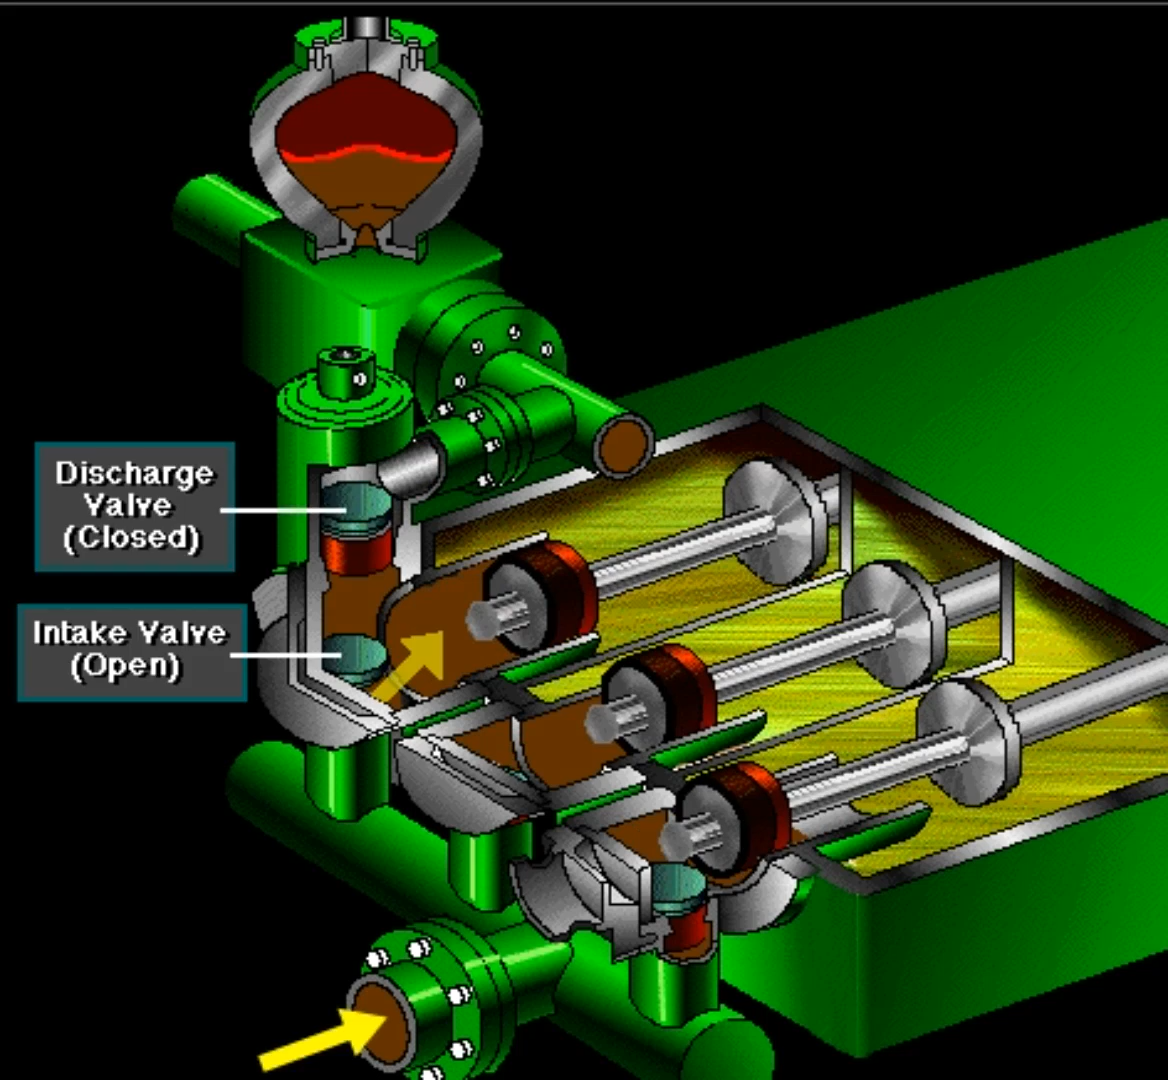 Discharge
Valve
(Closed)
Intake Valve
(Open)